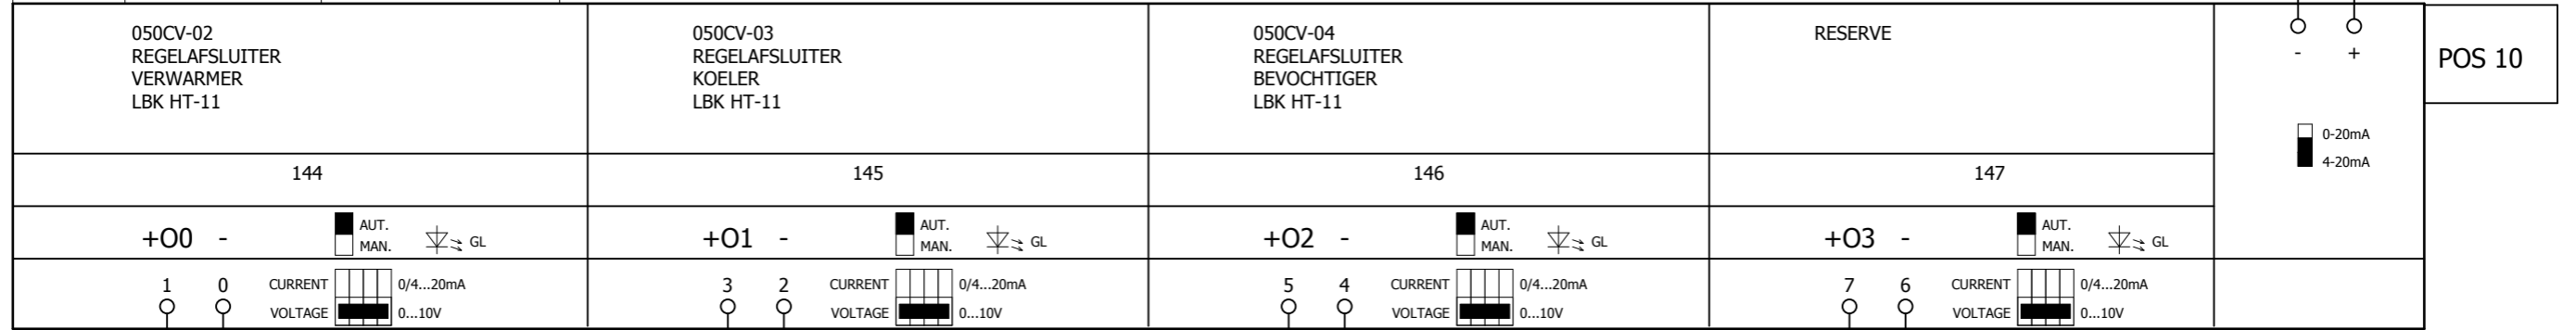 050CV-02
REGELAFSLUITER
VERWARMER
LBK HT-11
050CV-03
REGELAFSLUITER
KOELER
LBK HT-11
050CV-04
REGELAFSLUITER
BEVOCHTIGER
LBK HT-11
RESERVE
- +
POS 10
0-20mA
4-20mA
144 145 146 147
+O0 - AUT. MAN. GL
+O1 - AUT. MAN. GL
+O2 - AUT. MAN. GL
+O3 - AUT. MAN. GL
1 0 CURRENT 0/4...20mA
VOLTAGE 0...10V
3 2 CURRENT 0/4...20mA
VOLTAGE 0...10V
5 4 CURRENT 0/4...20mA
VOLTAGE 0...10V
7 6 CURRENT 0/4...20mA
VOLTAGE 0...10V